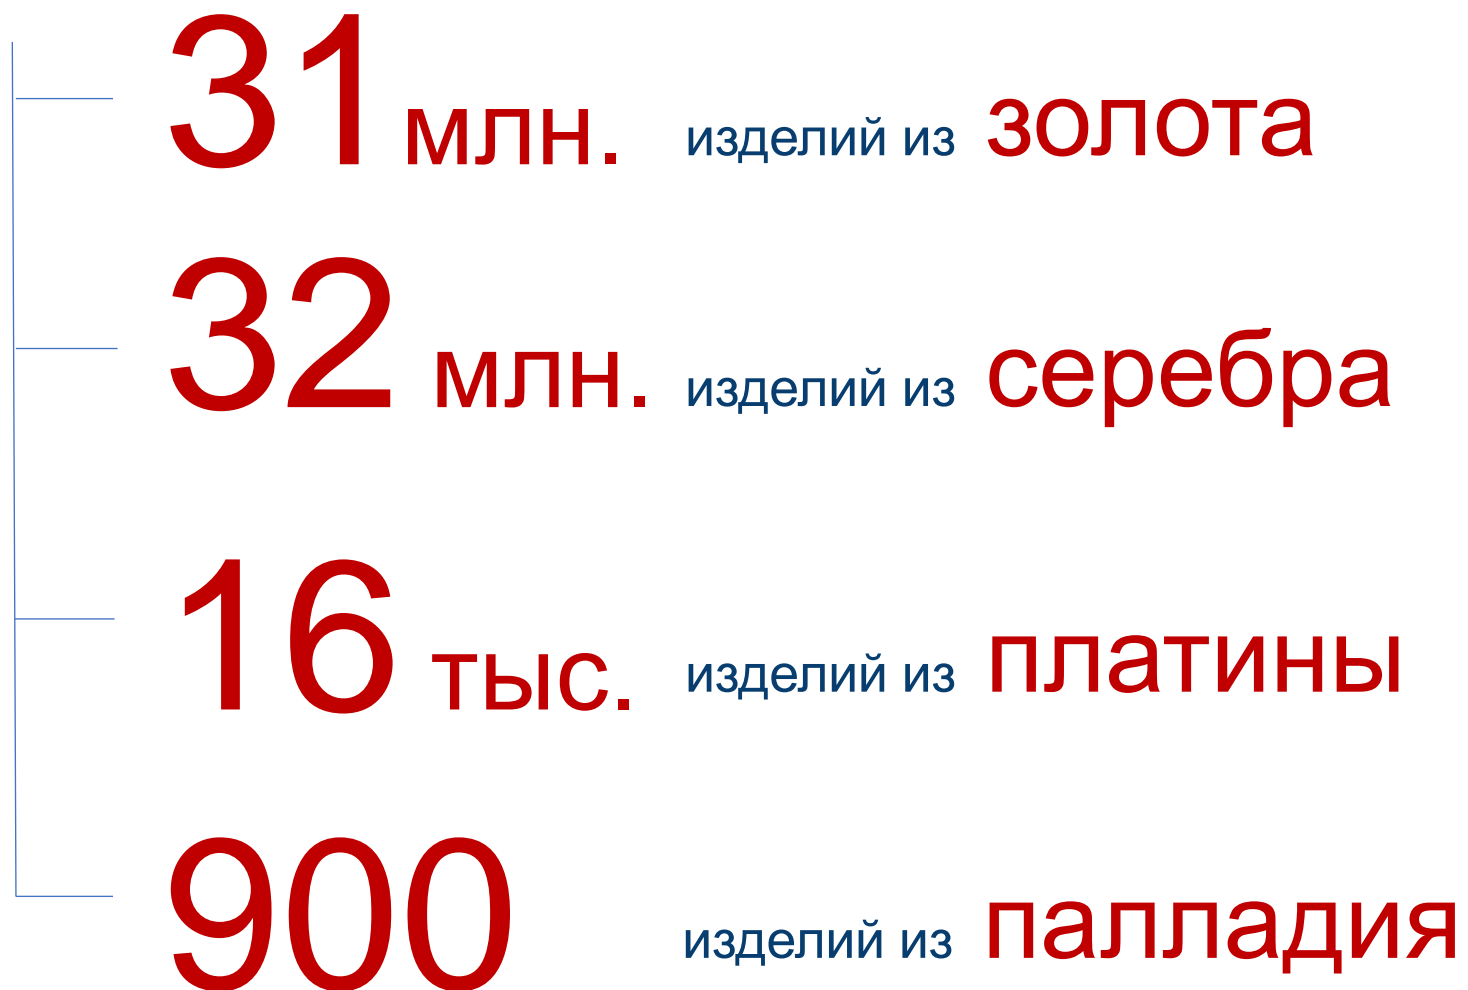 31 млн. изделий из золота
32 млн. изделий из серебра
16 тыс. изделий из платины
900 изделий из палладия